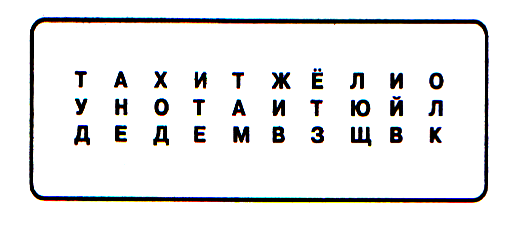 Т А Х И Т Ж Ё Л И О
У Н О Т А И Т Ю Й Л
Д Е Д Е М В З Щ В К